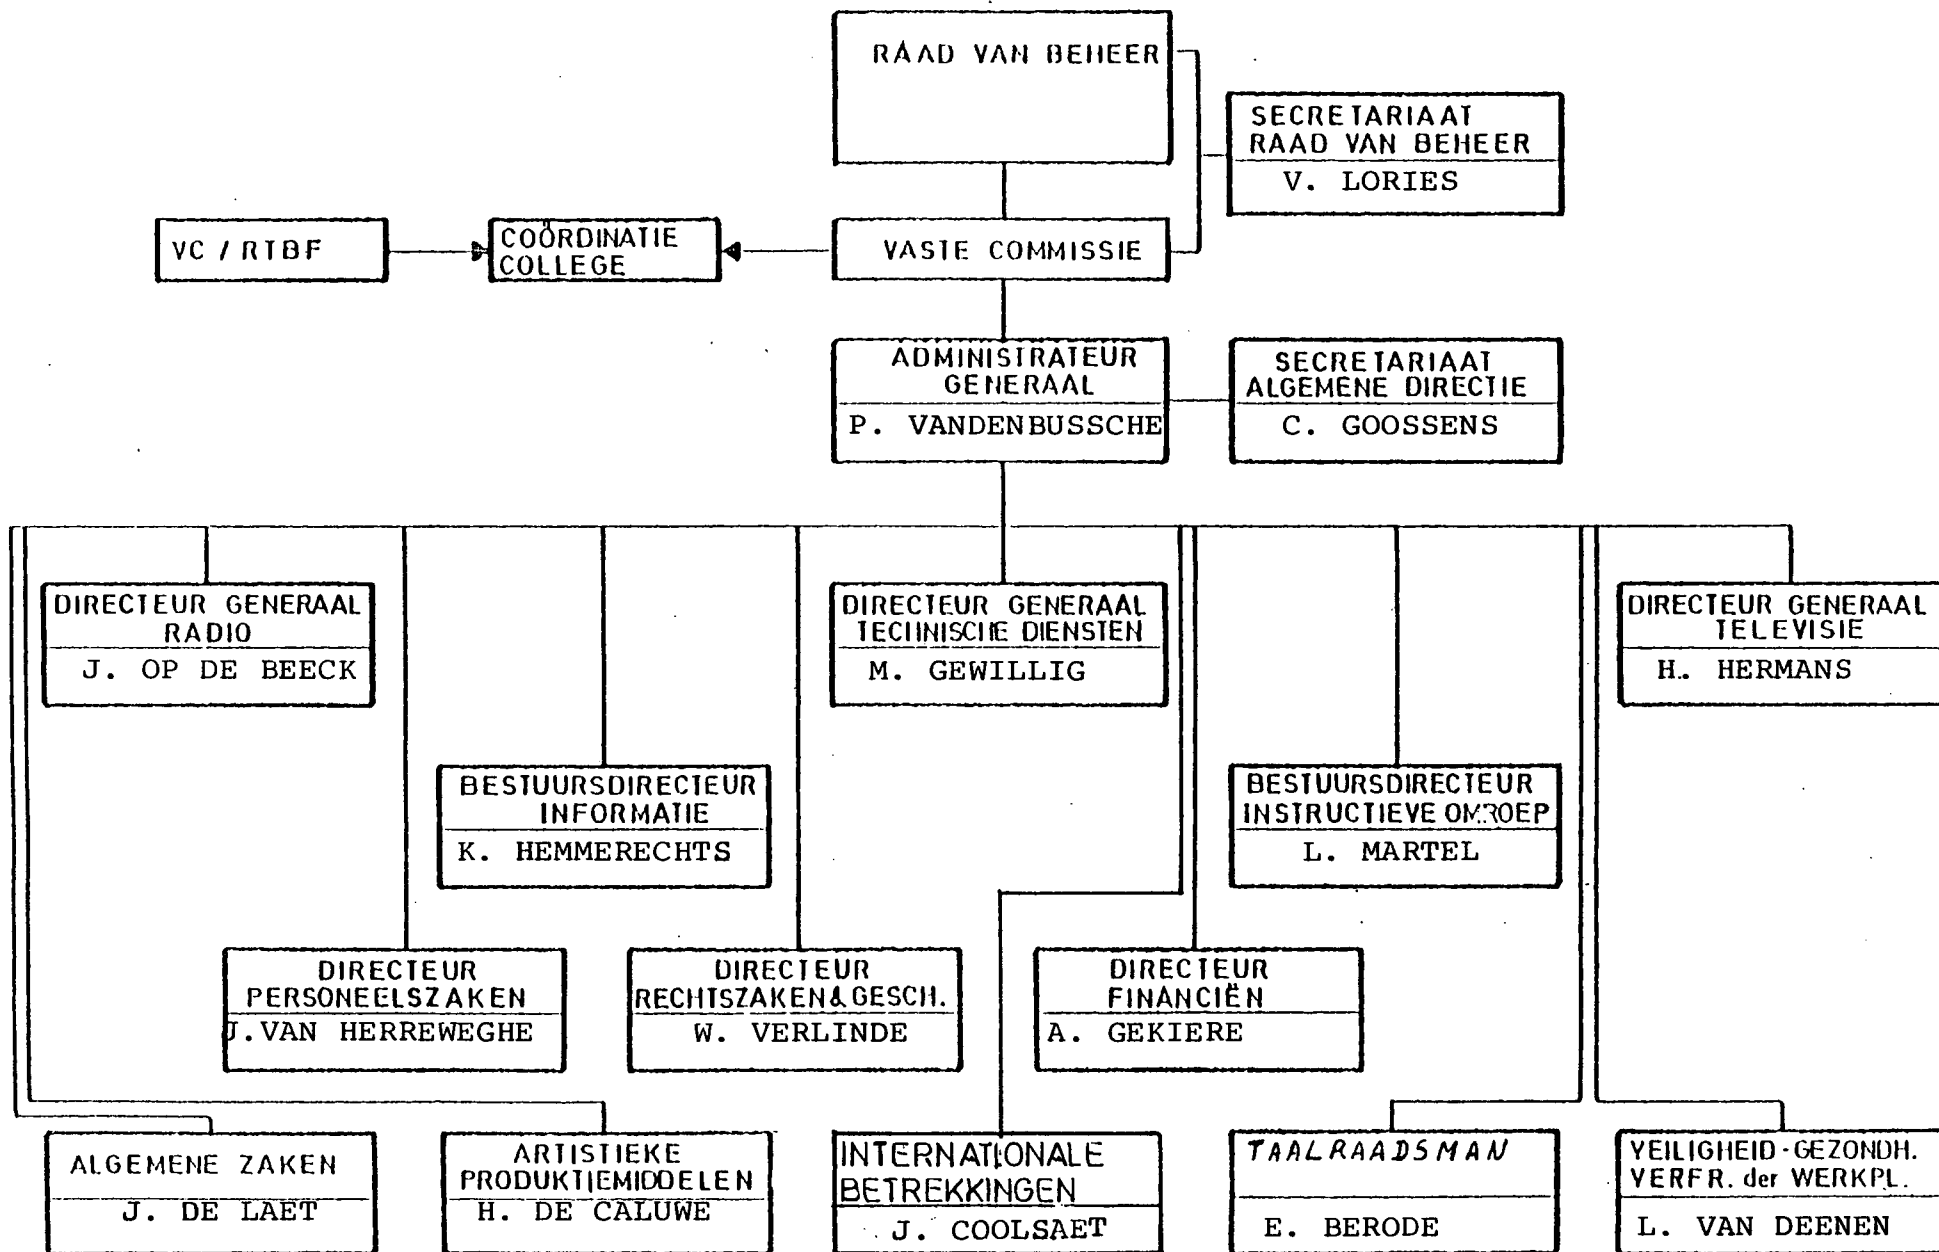 RAAD VAN BEHEER
SECRETARIAAT
RAAD VAN BEHEER
V. LORIES
VC / RTBF
COÖRDINATIE
COLLEGE
VASTE COMMISSIE
ADMINISTRATEUR
GENERAAL
P. VANDENBUSSCHE
SECRETARIAAT
ALGEMENE DIRECTIE
C. GOOSSENS
DIRECTEUR GENERAAL
RADIO
J. OP DE BEECK
DIRECTEUR GENERAAL
TECHNISCHE DIENSTEN
M. GEWILLIG
DIRECTEUR GENERAAL
TELEVISIE
H. HERMANS
BESTUURSDIRECTEUR
INFORMATIE
K. HEMMERECHTS
BESTUURSDIRECTEUR
INSTRUCTIEVE OMROEP
L. MARTEL
DIRECTEUR
PERSONEELSZAKEN
J. VAN HERREWEGHE
DIRECTEUR
RECHTSZAKEN & GESCH.
W. VERLINDE
DIRECTEUR
FINANCIËN
A. GEKIERE
ALGEMENE ZAKEN
J. DE LAET
ARTISTIEKE
PRODUKTIEMIDDELEN
H. DE CALUWE
INTERNATIONALE
BETREKKINGEN
J. COOLSAET
TAALRAADSMAN
E. BERODE
VEILIGHEID - GEZONDH.
VERFR. der WERKPL.
L. VAN DEENEN